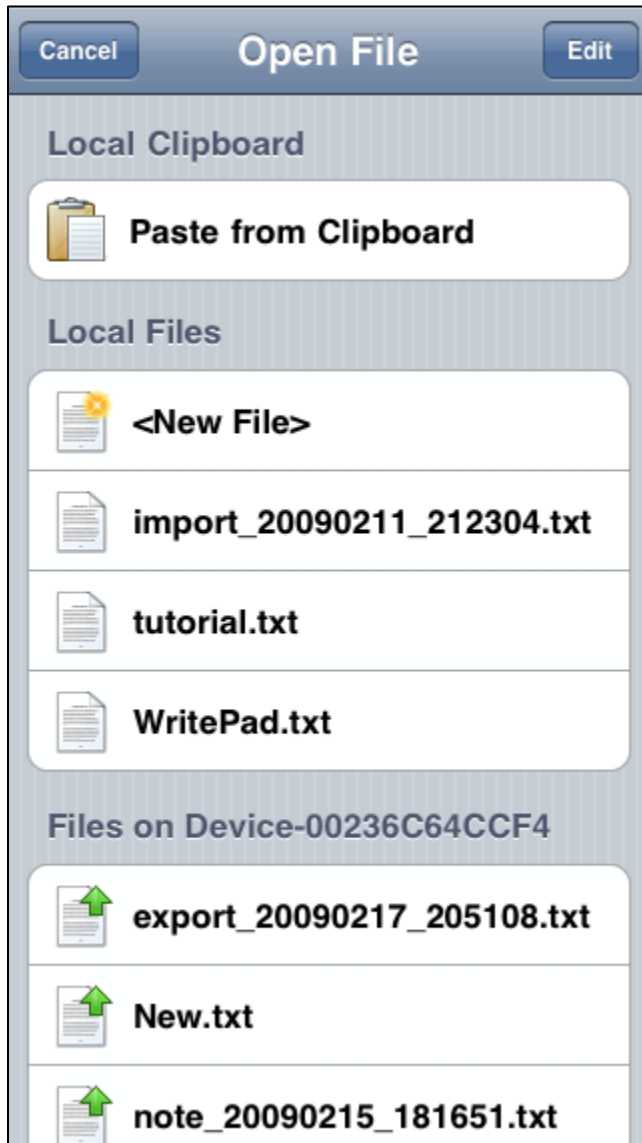 Cancel
Open File
Edit
Local Clipboard
Paste from Clipboard
Local Files
<New File>
import_20090211_212304.txt
tutorial.txt
WritePad.txt
Files on Device-00236C64CCF4
export_20090217_205108.txt
New.txt
note_20090215_181651.txt